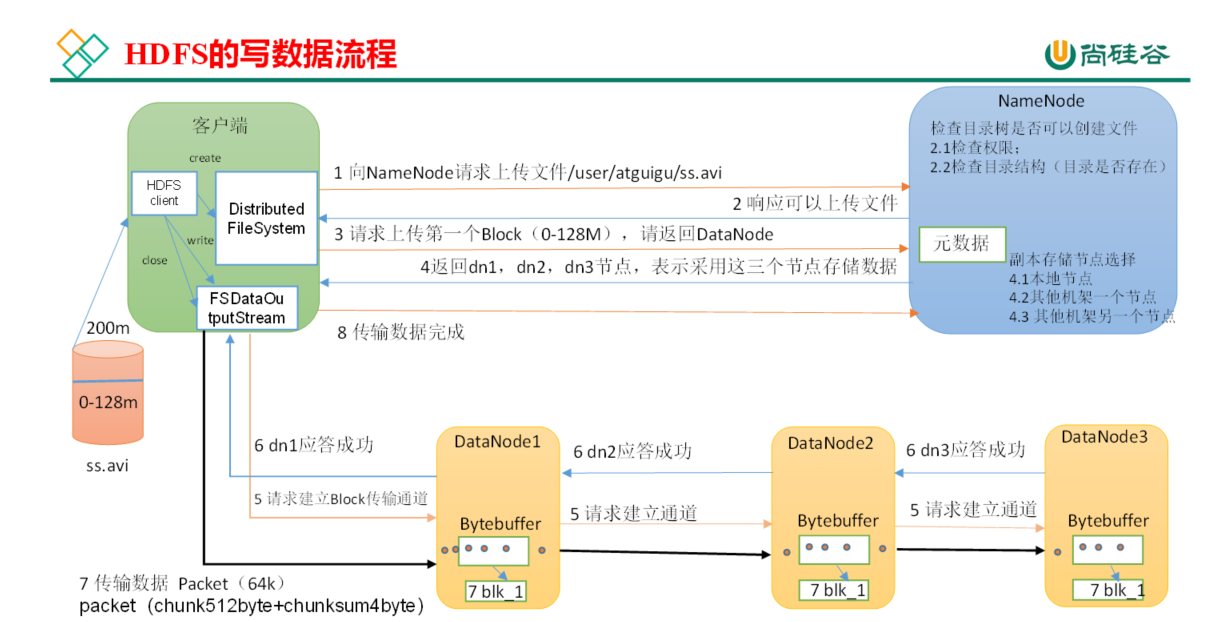 HDFS的写数据流程
尚硅谷
客户端
create
HDFS
client
Distributed
FileSystem
write
close
FSDataOu
tputStream
200m
0-128m
ss.avi
1 向NameNode请求上传文件/user/atguigu/ss.avi
2 响应可以上传文件
3 请求上传第一个Block（0-128M），请返回DataNode
4返回dn1，dn2，dn3节点，表示采用这三个节点存储数据
8 传输数据完成
NameNode
检查目录树是否可以创建文件
2.1检查权限；
2.2检查目录结构（目录是否存在）
元数据
副本存储节点选择
4.1本地节点
4.2其他机架一个节点
4.3 其他机架另一个节点
6 dn1应答成功
5 请求建立Block传输通道
DataNode1
Bytebuffer
7 blk_1
6 dn2应答成功
5 请求建立通道
DataNode2
Bytebuffer
7 blk_1
6 dn3应答成功
5 请求建立通道
DataNode3
Bytebuffer
7 blk_1
7 传输数据 Packet（64k）
packet（chunk512byte+chunksum4byte）